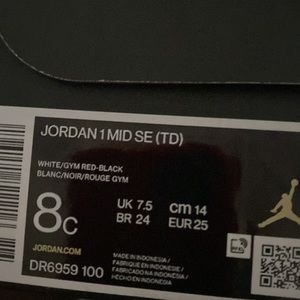 JORDAN 1 MID SE (TD)
WHITE/GYM RED-BLACK
BLANC/NOIR/ROUGE GYM
8C
UK 7.5 CM 14
BR 24 EUR 25
JORDAN.COM
DR6959 100
MADE IN INDONESIA/
FABRIQUE EN INDONESIE/
FABRICADO NA INDONÉSIA/
HECHO EN INDONESIA